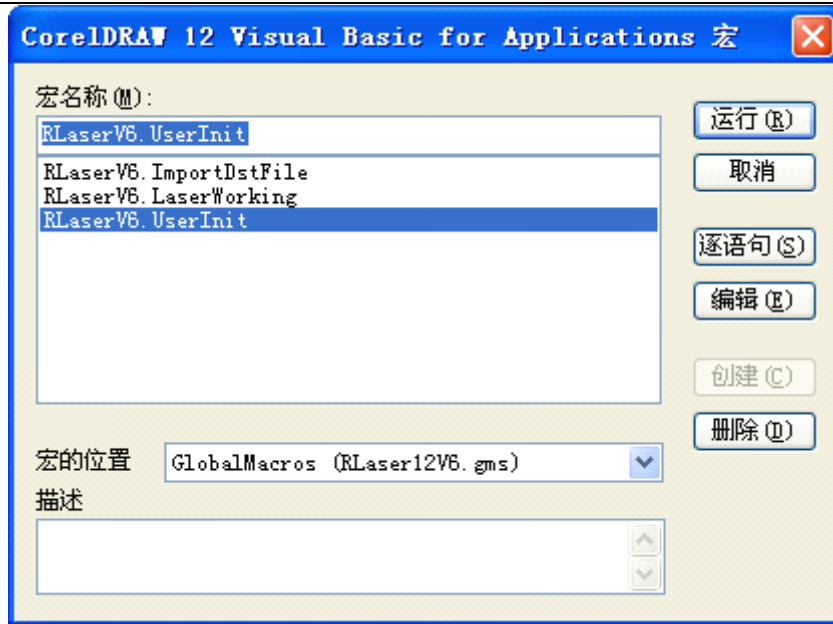 CorelDRAW 12 Visual Basic for Applications 宏
宏名称(M):
RLaserV6.UserInit
RLaserV6.ImportDstFile
RLaserV6.LaserWorking
RLaserV6.UserInit
运行(R)
取消
逐语句(S)
编辑(E)
创建(C)
删除(D)
宏的位置 GlobalMacros (RLaser12V6.gms)
描述